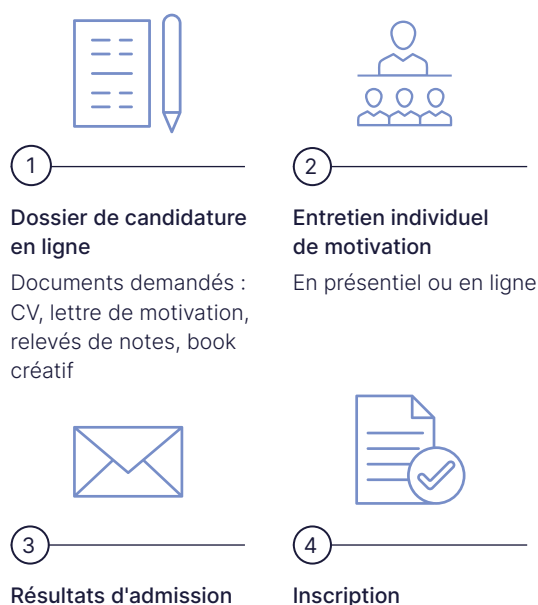 1
Dossier de candidature
en ligne
Documents demandés :
CV, lettre de motivation,
relevés de notes, book
créatif
2
Entretien individuel
de motivation
En présentiel ou en ligne
3
Résultats d'admission
4
Inscription